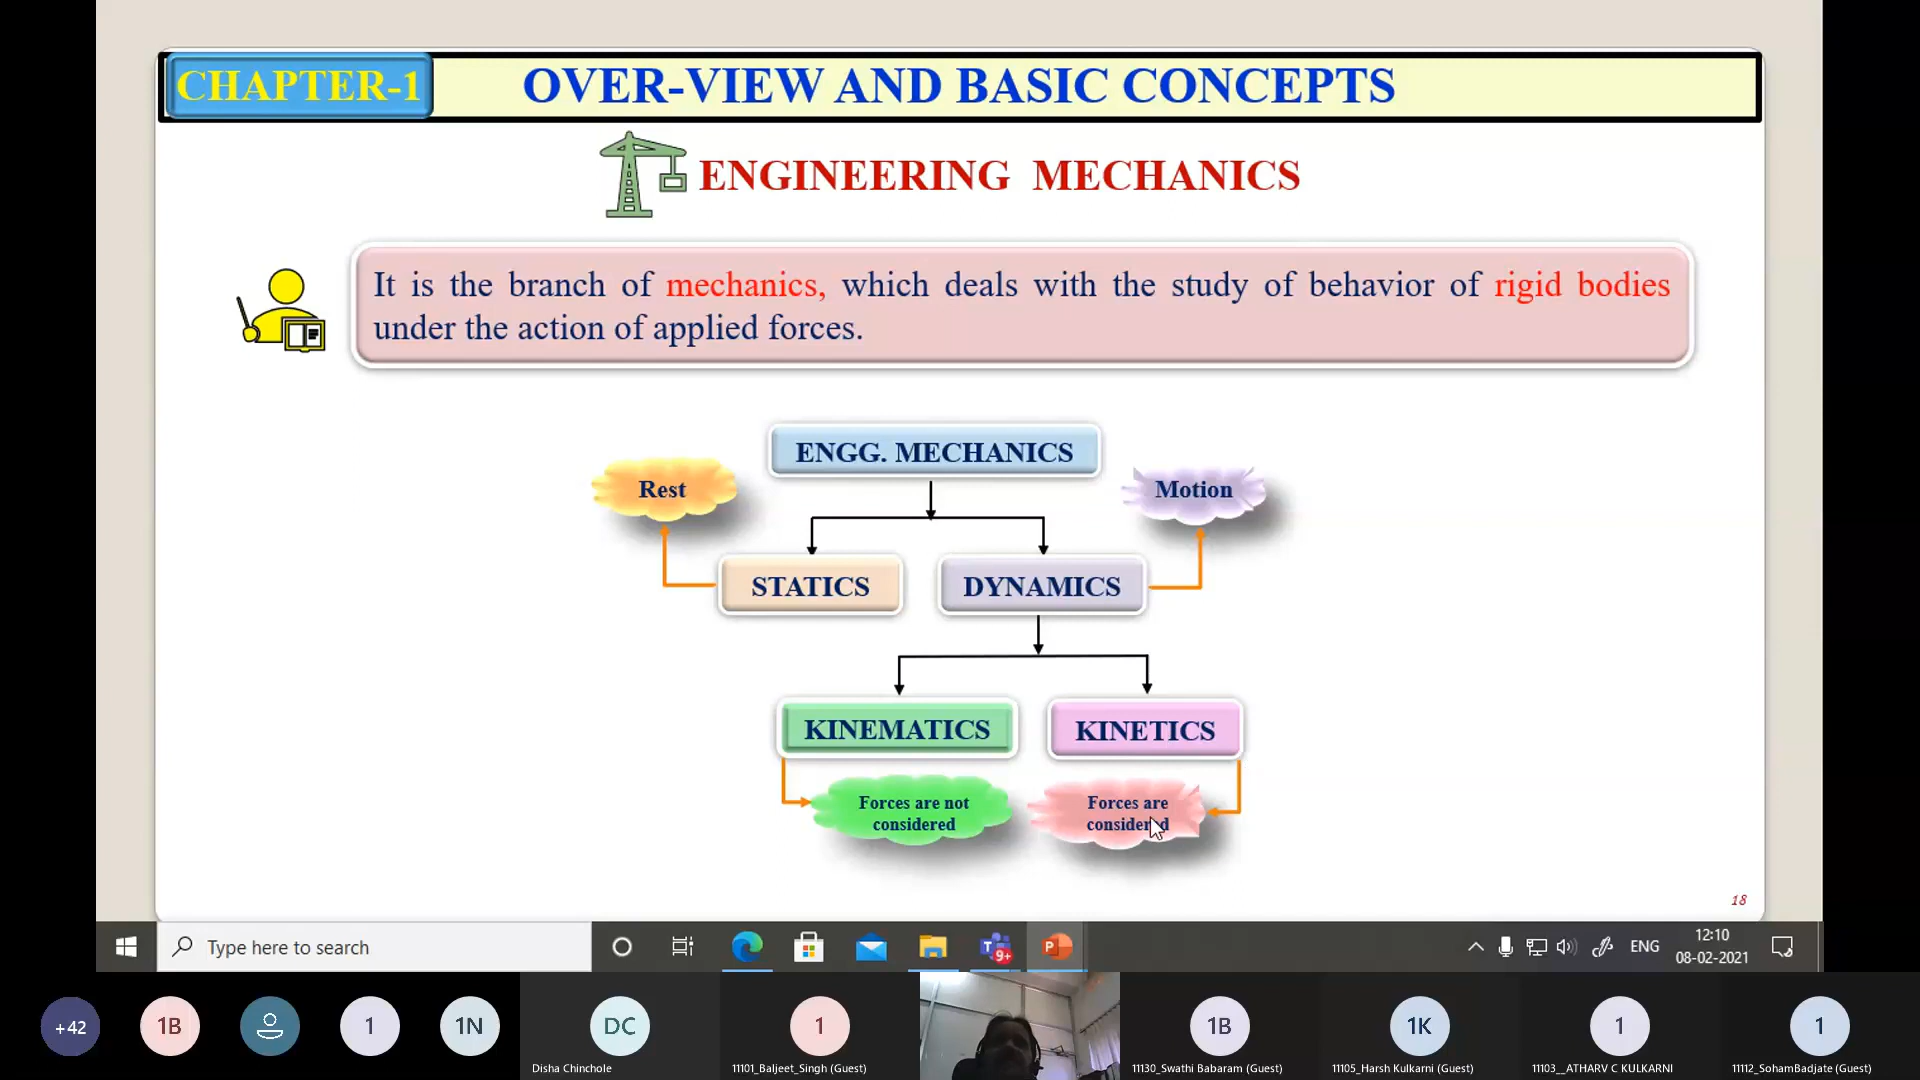 CHAPTER-1
OVER-VIEW AND BASIC CONCEPTS
ENGINEERING MECHANICS
It is the branch of mechanics, which deals with the study of behavior of rigid bodies
under the action of applied forces.
ENGG. MECHANICS
Rest
Motion
STATICS
DYNAMICS
KINEMATICS
KINETICS
Forces are not
considered
Forces are
considered
18
Type here to search
9+
ENG
12:10
08-02-2021
+42
1B
1
1N
DC
1
1B
1K
1
1
Disha Chinchole
11101_Baljeet_Singh (Guest)
11130_Swathi Babaram (Guest)
11105_Harsh Kulkarni (Guest)
11103__ATHARV C KULKARNI
11112_SohamBadjate (Guest)